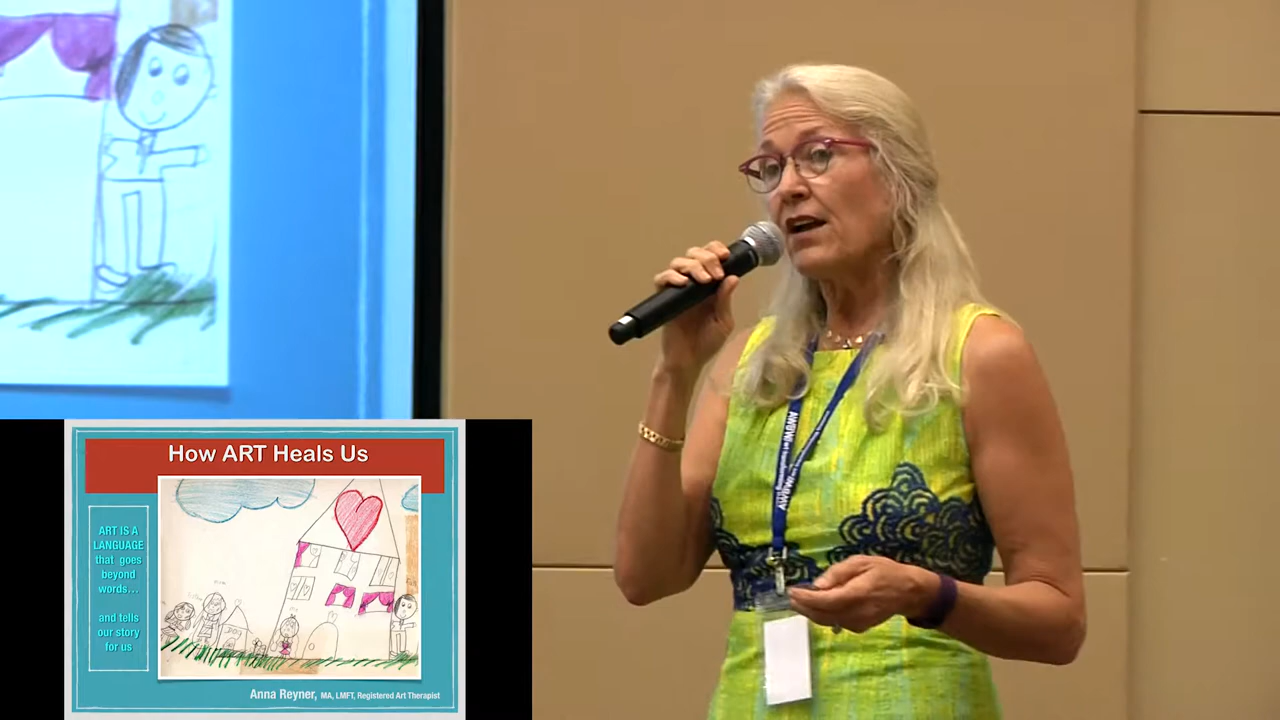 How ART Heals Us
ART IS A
LANGUAGE
that goes
beyond
words...
and tells
our story
for us
Anna Reyner, MA, LMFT, Registered Art Therapist
AWBW